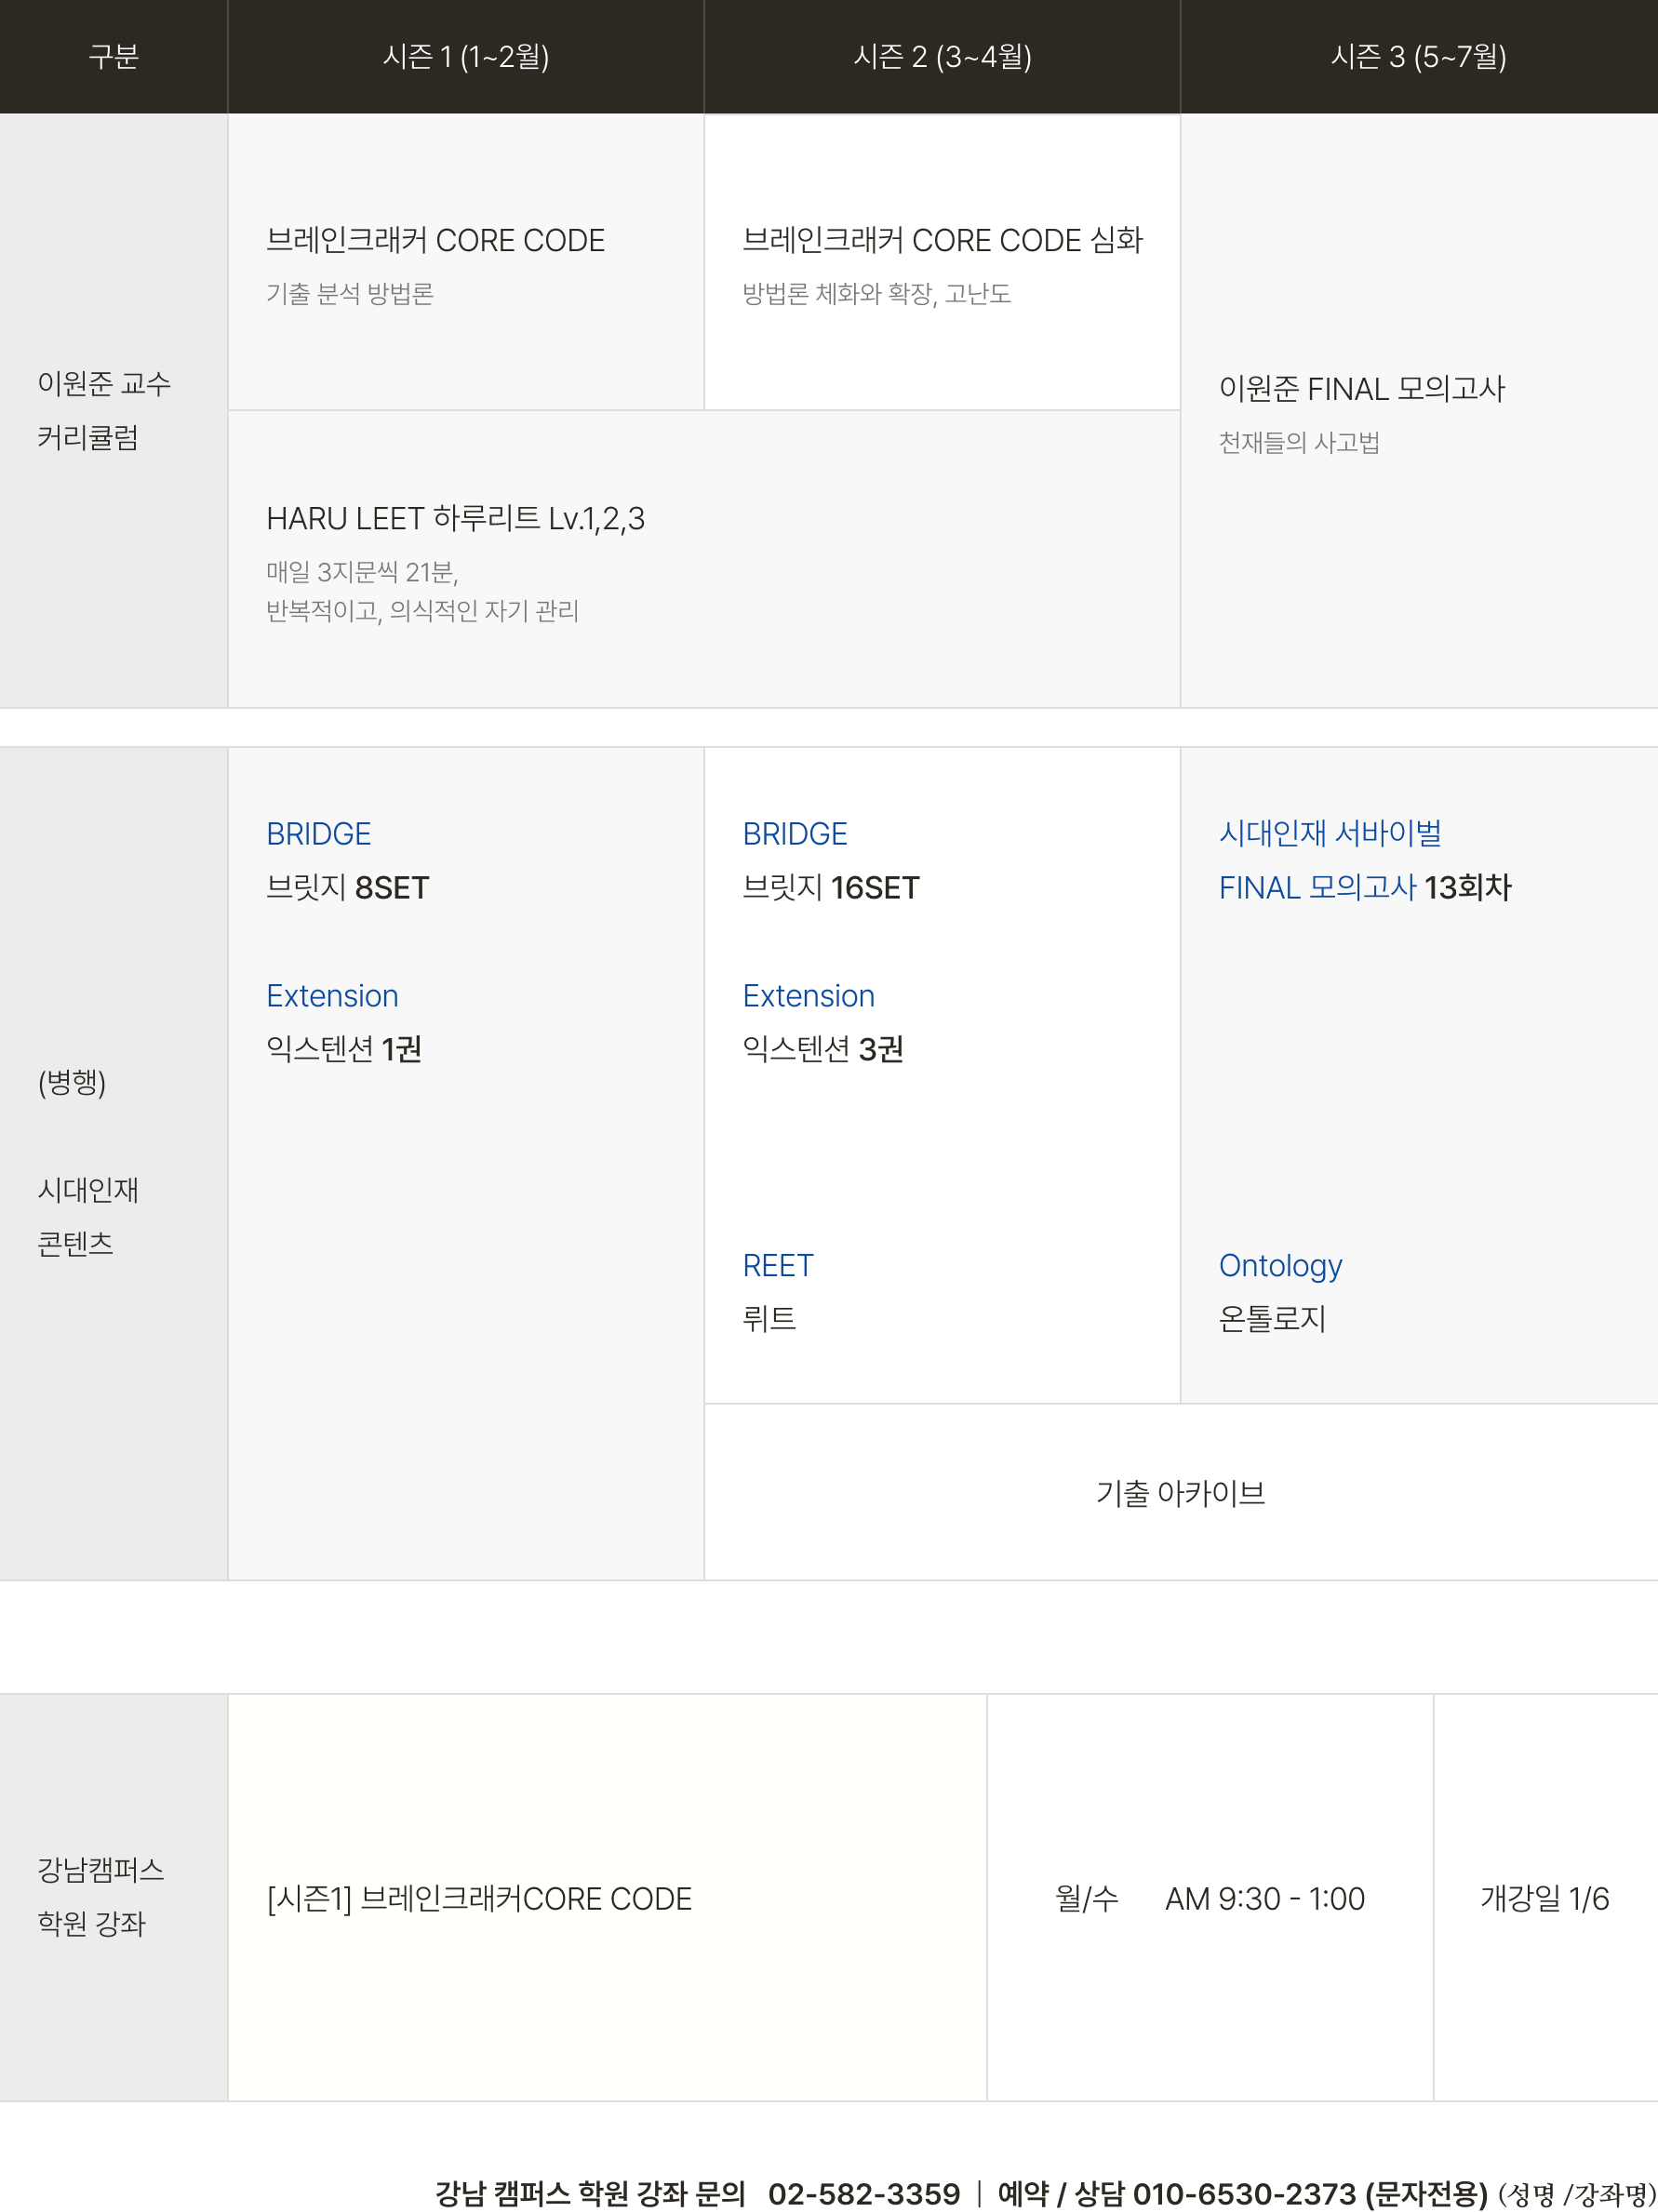 구분
시즌 1 (1~2월)
시즌 2 (3~4월)
시즌 3 (5~7월)
이원준 교수
커리큘럼
브레인크래커 CORE CODE
기출 분석 방법론
브레인크래커 CORE CODE 심화
방법론 체화와 확장, 고난도
HARU LEET 하루리트 Lv.1,2,3
매일 3지문씩 21분,
반복적이고, 의식적인 자기 관리
이원준 FINAL 모의고사
천재들의 사고법
(병행)
시대인재
콘텐츠
BRIDGE
브릿지 8SET
Extension
익스텐션 1권
BRIDGE
브릿지 16SET
Extension
익스텐션 3권
REET
뤼트
시대인재 서바이벌
FINAL 모의고사 13회차
Ontology
온톨로지
기출 아카이브
강남캠퍼스
학원 강좌
[시즌1] 브레인크래커CORE CODE
월/수 AM 9:30 - 1:00
개강일 1/6
강남 캠퍼스 학원 강좌 문의 02-582-3359 | 예약 / 상담 010-6530-2373 (문자전용) (성명 /강좌명)